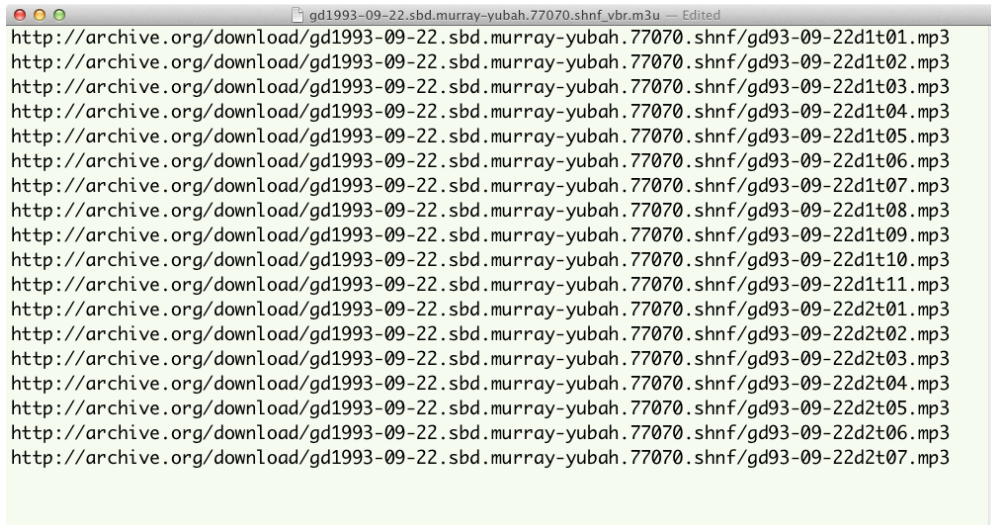 gd1993-09-22.sbd.murray-yubah.77070.shnf_vbr.m3u — Edited
http://archive.org/download/gd1993-09-22.sbd.murray-yubah.77070.shnf/gd93-09-22d1t01.mp3
http://archive.org/download/gd1993-09-22.sbd.murray-yubah.77070.shnf/gd93-09-22d1t02.mp3
http://archive.org/download/gd1993-09-22.sbd.murray-yubah.77070.shnf/gd93-09-22d1t03.mp3
http://archive.org/download/gd1993-09-22.sbd.murray-yubah.77070.shnf/gd93-09-22d1t04.mp3
http://archive.org/download/gd1993-09-22.sbd.murray-yubah.77070.shnf/gd93-09-22d1t05.mp3
http://archive.org/download/gd1993-09-22.sbd.murray-yubah.77070.shnf/gd93-09-22d1t06.mp3
http://archive.org/download/gd1993-09-22.sbd.murray-yubah.77070.shnf/gd93-09-22d1t07.mp3
http://archive.org/download/gd1993-09-22.sbd.murray-yubah.77070.shnf/gd93-09-22d1t08.mp3
http://archive.org/download/gd1993-09-22.sbd.murray-yubah.77070.shnf/gd93-09-22d1t09.mp3
http://archive.org/download/gd1993-09-22.sbd.murray-yubah.77070.shnf/gd93-09-22d1t10.mp3
http://archive.org/download/gd1993-09-22.sbd.murray-yubah.77070.shnf/gd93-09-22d1t11.mp3
http://archive.org/download/gd1993-09-22.sbd.murray-yubah.77070.shnf/gd93-09-22d2t01.mp3
http://archive.org/download/gd1993-09-22.sbd.murray-yubah.77070.shnf/gd93-09-22d2t02.mp3
http://archive.org/download/gd1993-09-22.sbd.murray-yubah.77070.shnf/gd93-09-22d2t03.mp3
http://archive.org/download/gd1993-09-22.sbd.murray-yubah.77070.shnf/gd93-09-22d2t04.mp3
http://archive.org/download/gd1993-09-22.sbd.murray-yubah.77070.shnf/gd93-09-22d2t05.mp3
http://archive.org/download/gd1993-09-22.sbd.murray-yubah.77070.shnf/gd93-09-22d2t06.mp3
http://archive.org/download/gd1993-09-22.sbd.murray-yubah.77070.shnf/gd93-09-22d2t07.mp3